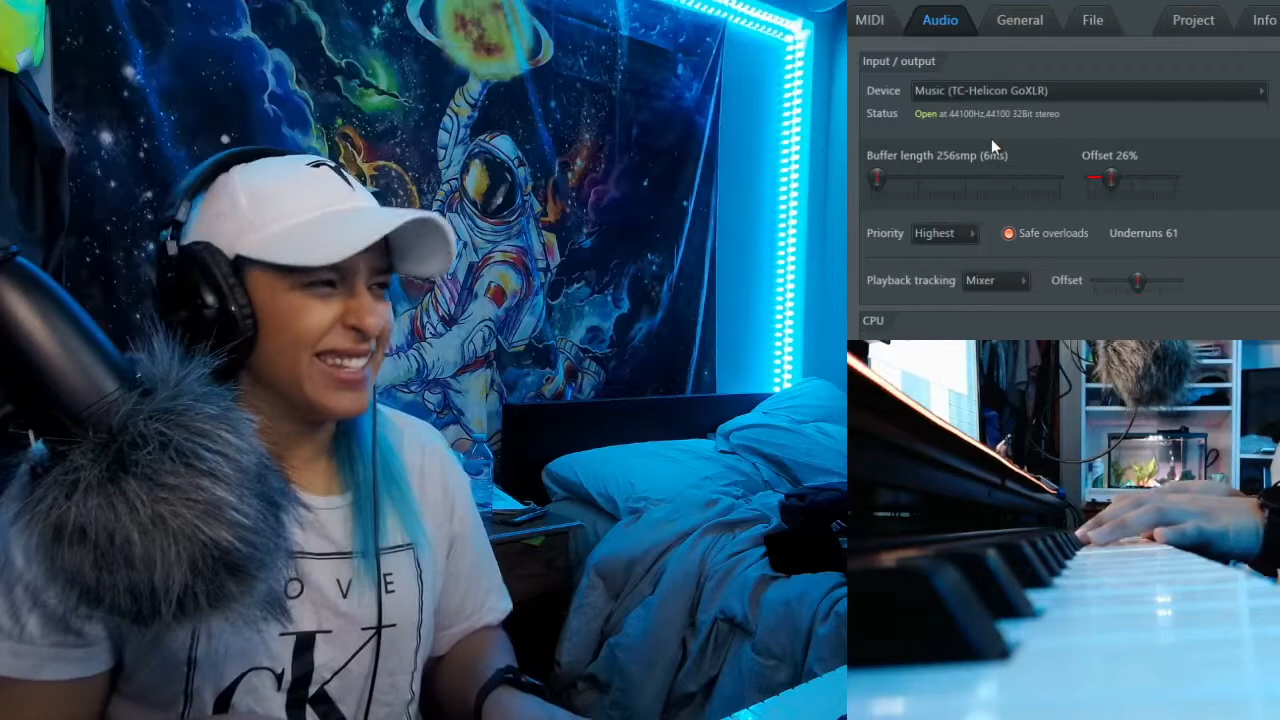 MIDI
Audio
General
File
Project
Info
Input / output
Device Music (TC-Helicon GoXLR)
Status Open at 44100Hz,44100 32Bit stereo
Buffer length 256smp (6ms) Offset 26%
Priority Highest Safe overloads Underruns 61
Playback tracking Mixer Offset
CPU
OVE
CK